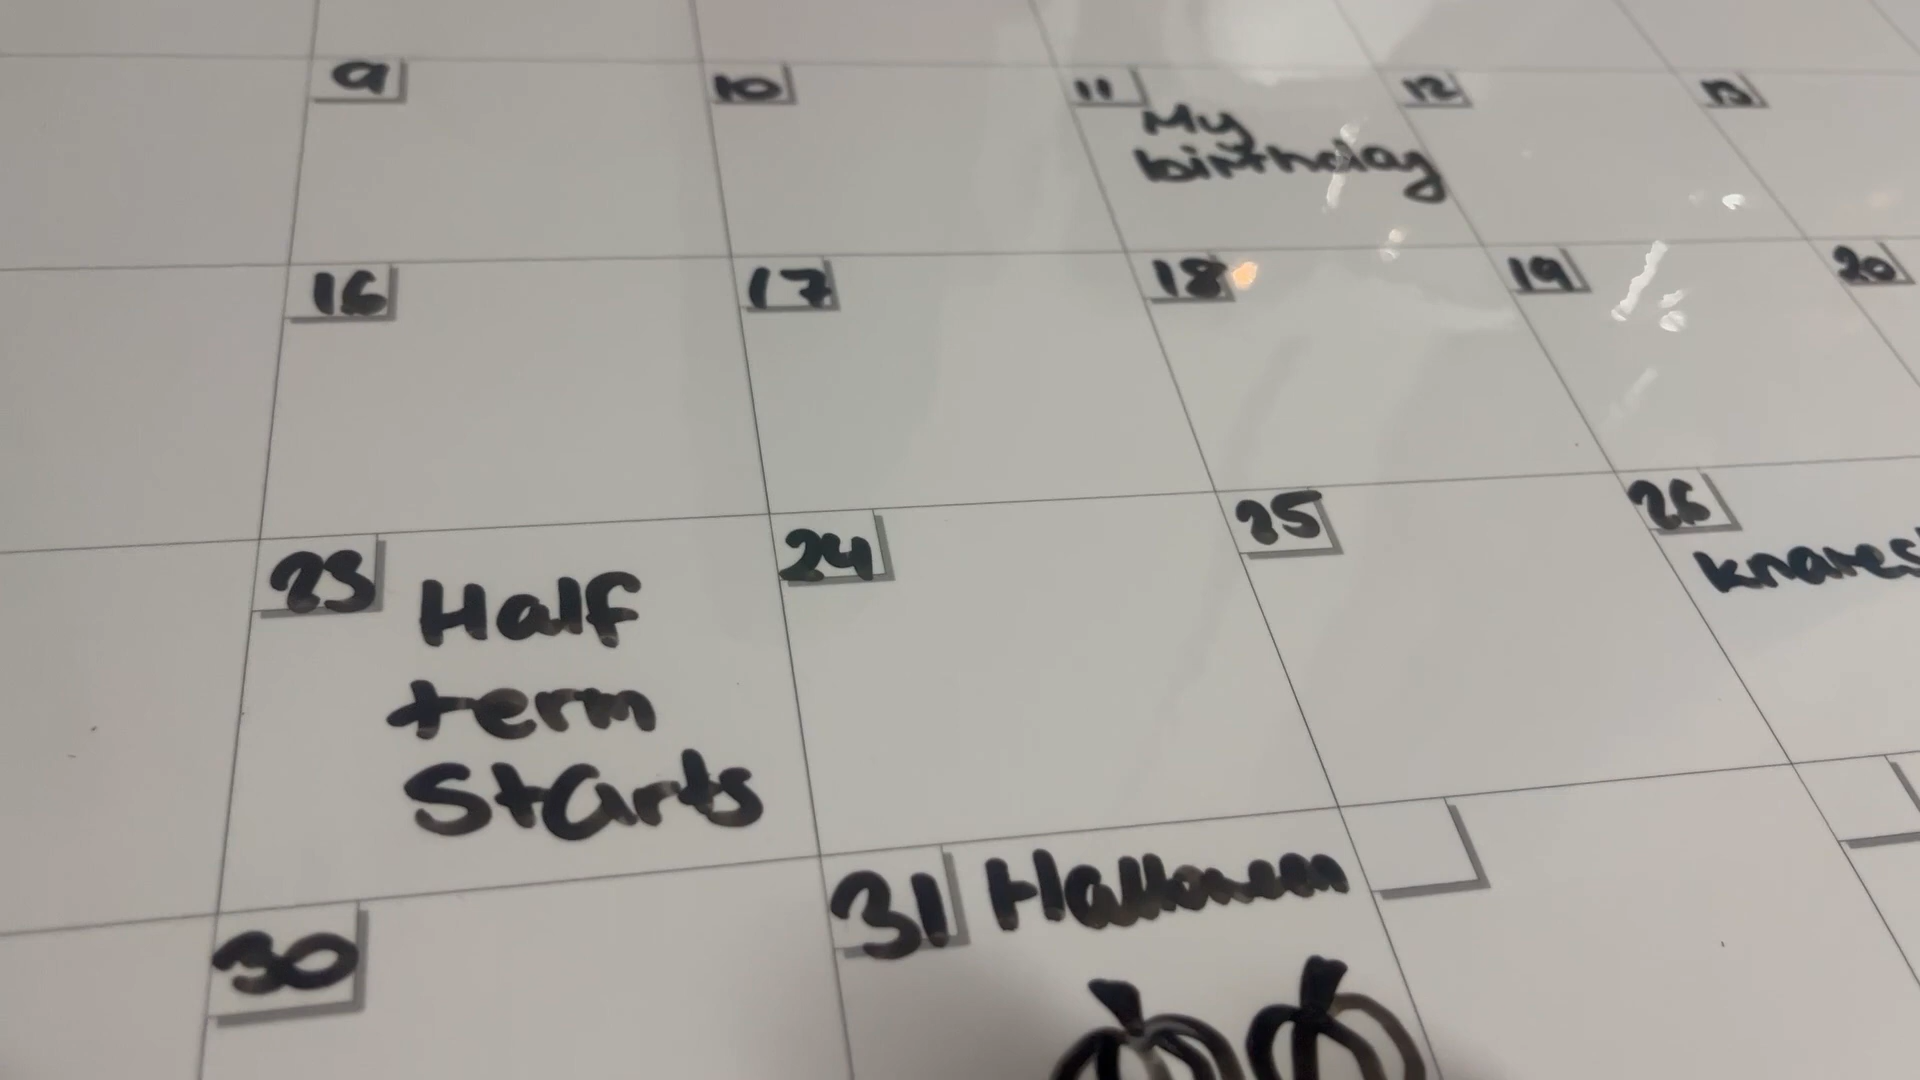 9 10 11 12 13
My
birthday
16 17 18 19 20
23 24 25 26
Half
term
Starts
30 31 Halloween